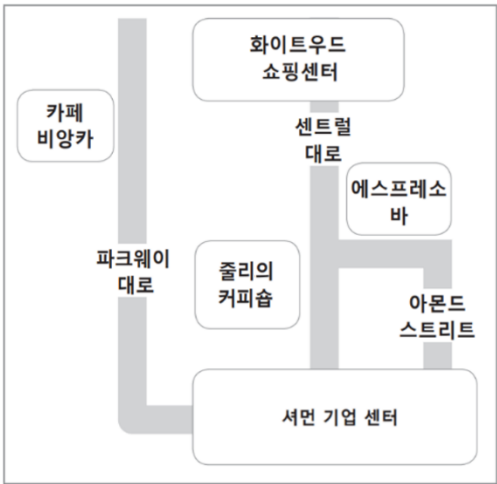 화이트우드
쇼핑센터
카페
비앙카
센트럴
대로
에스프레소
바
파크웨이
대로
줄리의
커피숍
아몬드
스트리트
셔먼 기업 센터